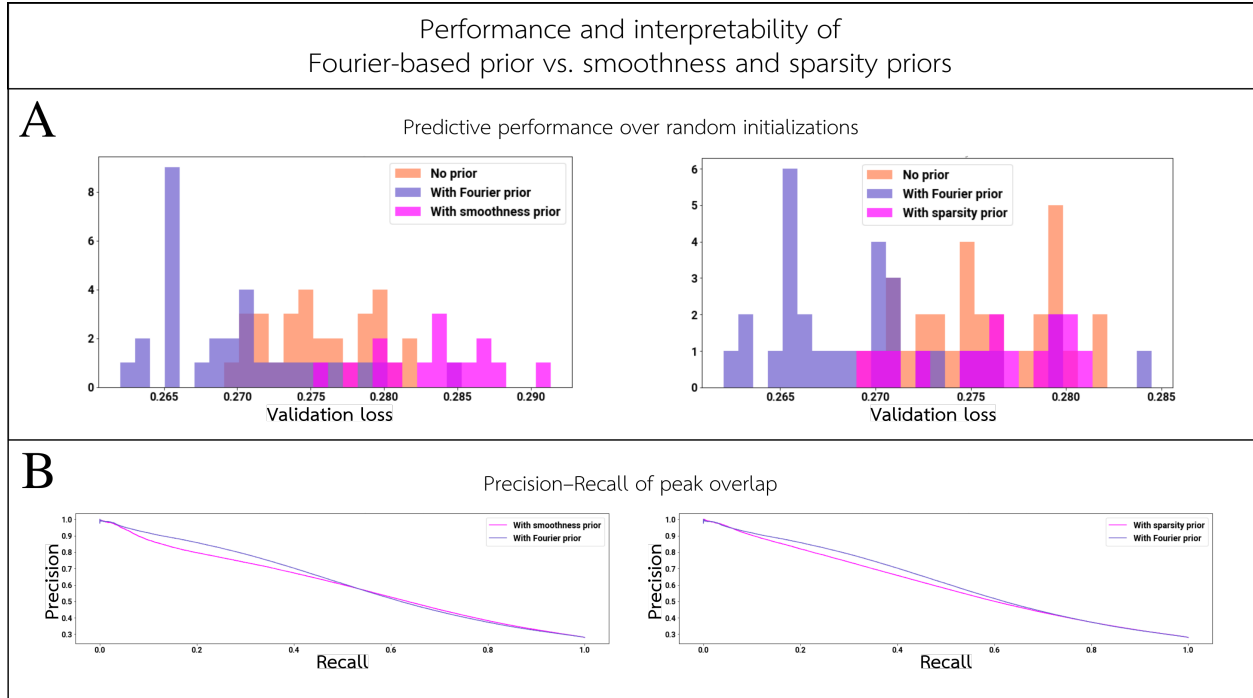 Performance and interpretability of
Fourier-based prior vs. smoothness and sparsity priors
A
Predictive performance over random initializations
No prior
With Fourier prior
With smoothness prior
8
6
4
2
0
0.265 0.270 0.275 0.280 0.285 0.290
Validation loss
No prior
With Fourier prior
With sparsity prior
6
5
4
3
2
1
0
0.265 0.270 0.275 0.280 0.285
Validation loss
B
Precision–Recall of peak overlap
With smoothness prior
With Fourier prior
Precision
1.0
0.9
0.8
0.7
0.6
0.5
0.4
0.3
0.0 0.2 0.4 0.6 0.8 1.0
Recall
With sparsity prior
With Fourier prior
Precision
1.0
0.9
0.8
0.7
0.6
0.5
0.4
0.3
0.0 0.2 0.4 0.6 0.8 1.0
Recall